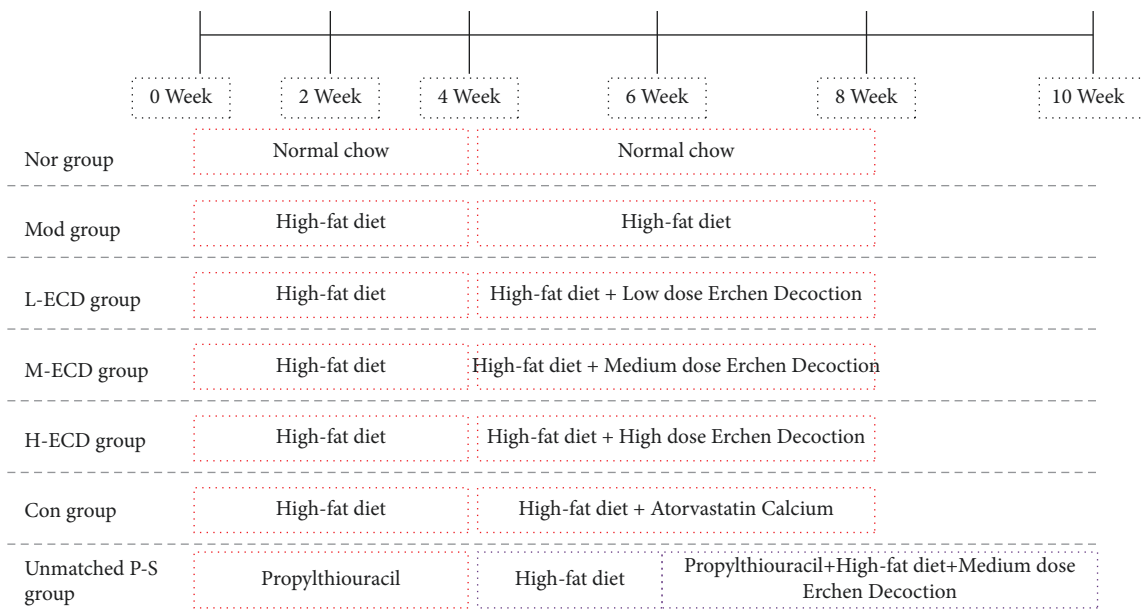 0 Week
2 Week
4 Week
6 Week
8 Week
10 Week
Nor group
Normal chow
Normal chow
Mod group
High-fat diet
High-fat diet
L-ECD group
High-fat diet
High-fat diet + Low dose Erchen Decoction
M-ECD group
High-fat diet
High-fat diet + Medium dose Erchen Decoction
H-ECD group
High-fat diet
High-fat diet + High dose Erchen Decoction
Con group
High-fat diet
High-fat diet + Atorvastatin Calcium
Unmatched P-S
group
Propylthiouracil
High-fat diet
Propylthiouracil+High-fat diet+Medium dose
Erchen Decoction